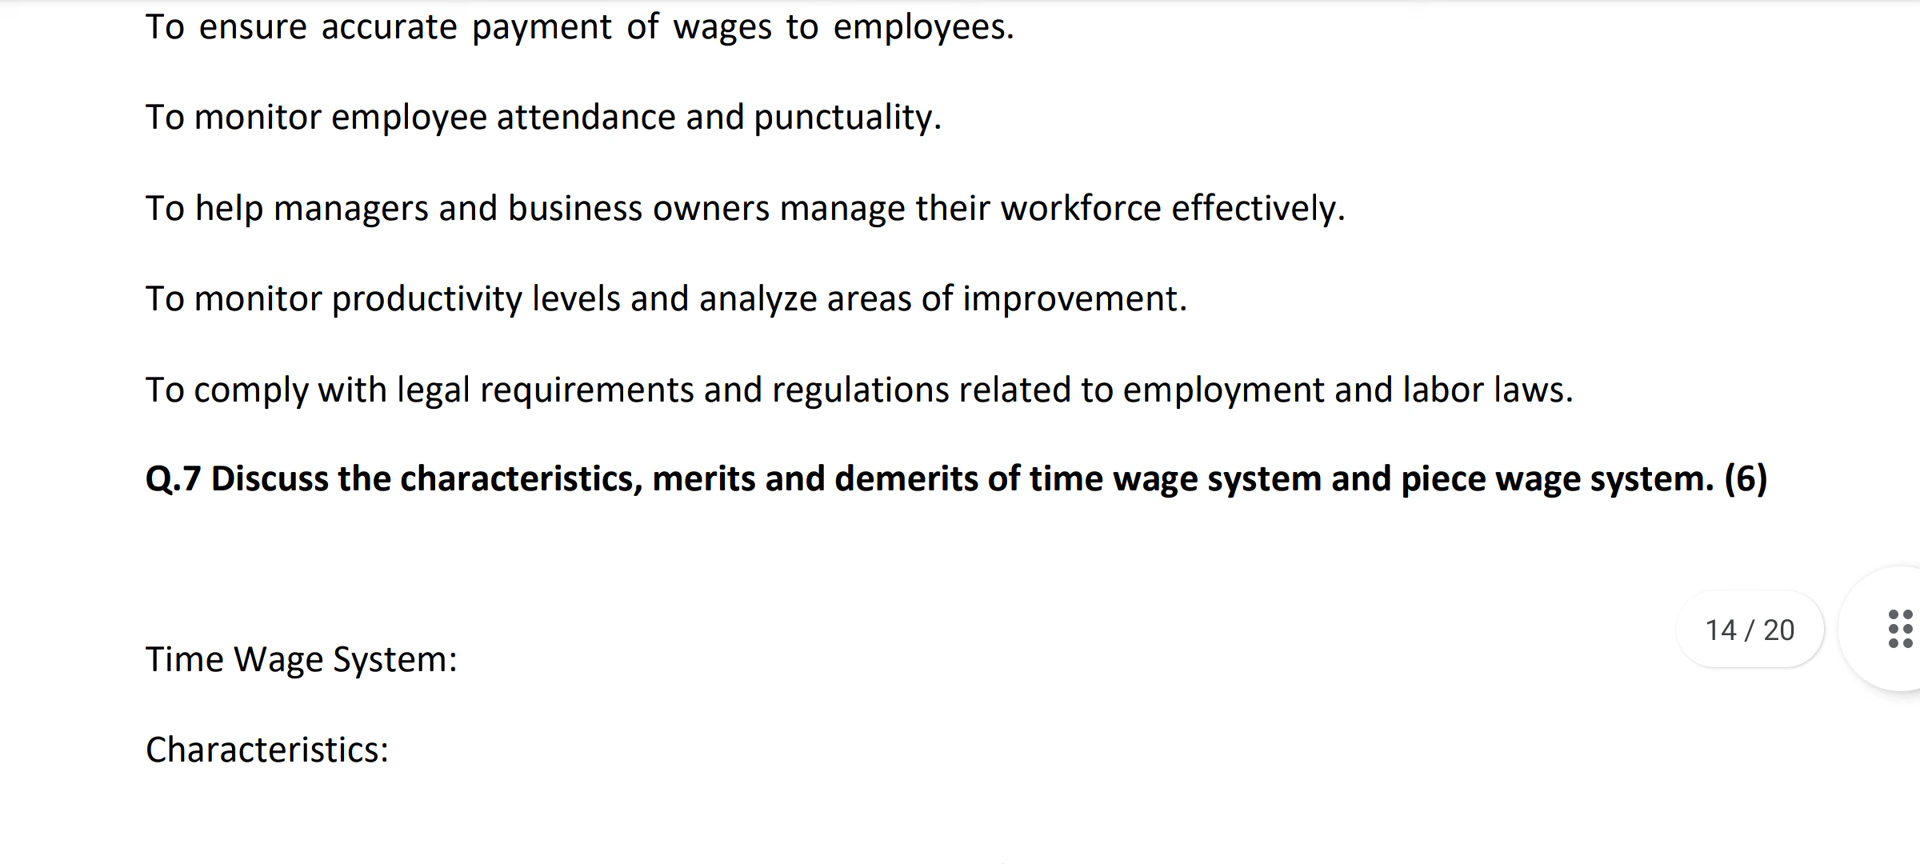 To ensure accurate payment of wages to employees.
To monitor employee attendance and punctuality.
To help managers and business owners manage their workforce effectively.
To monitor productivity levels and analyze areas of improvement.
To comply with legal requirements and regulations related to employment and labor laws.
Q.7 Discuss the characteristics, merits and demerits of time wage system and piece wage system. (6)
14 / 20
Time Wage System:
Characteristics: